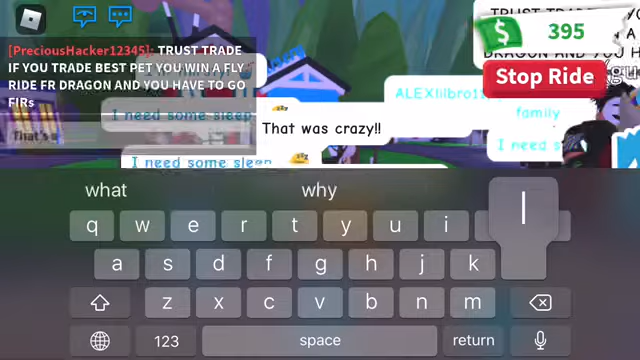 TRUST TRADE
395
[PreciousHacker12345]: TRUST TRADE
IF YOU TRADE BEST PET YOU WIN A FLY
RIDE FR DRAGON AND YOU HAVE TO GO
FIRs
DRAGON AND YOU H
Stop Ride
I need some sleep
That was crazy!!
family
That's
I need s
I need some sleep
what why
q w e r t y u i
a s d f g h j k l
z x c v b n m
123 space return